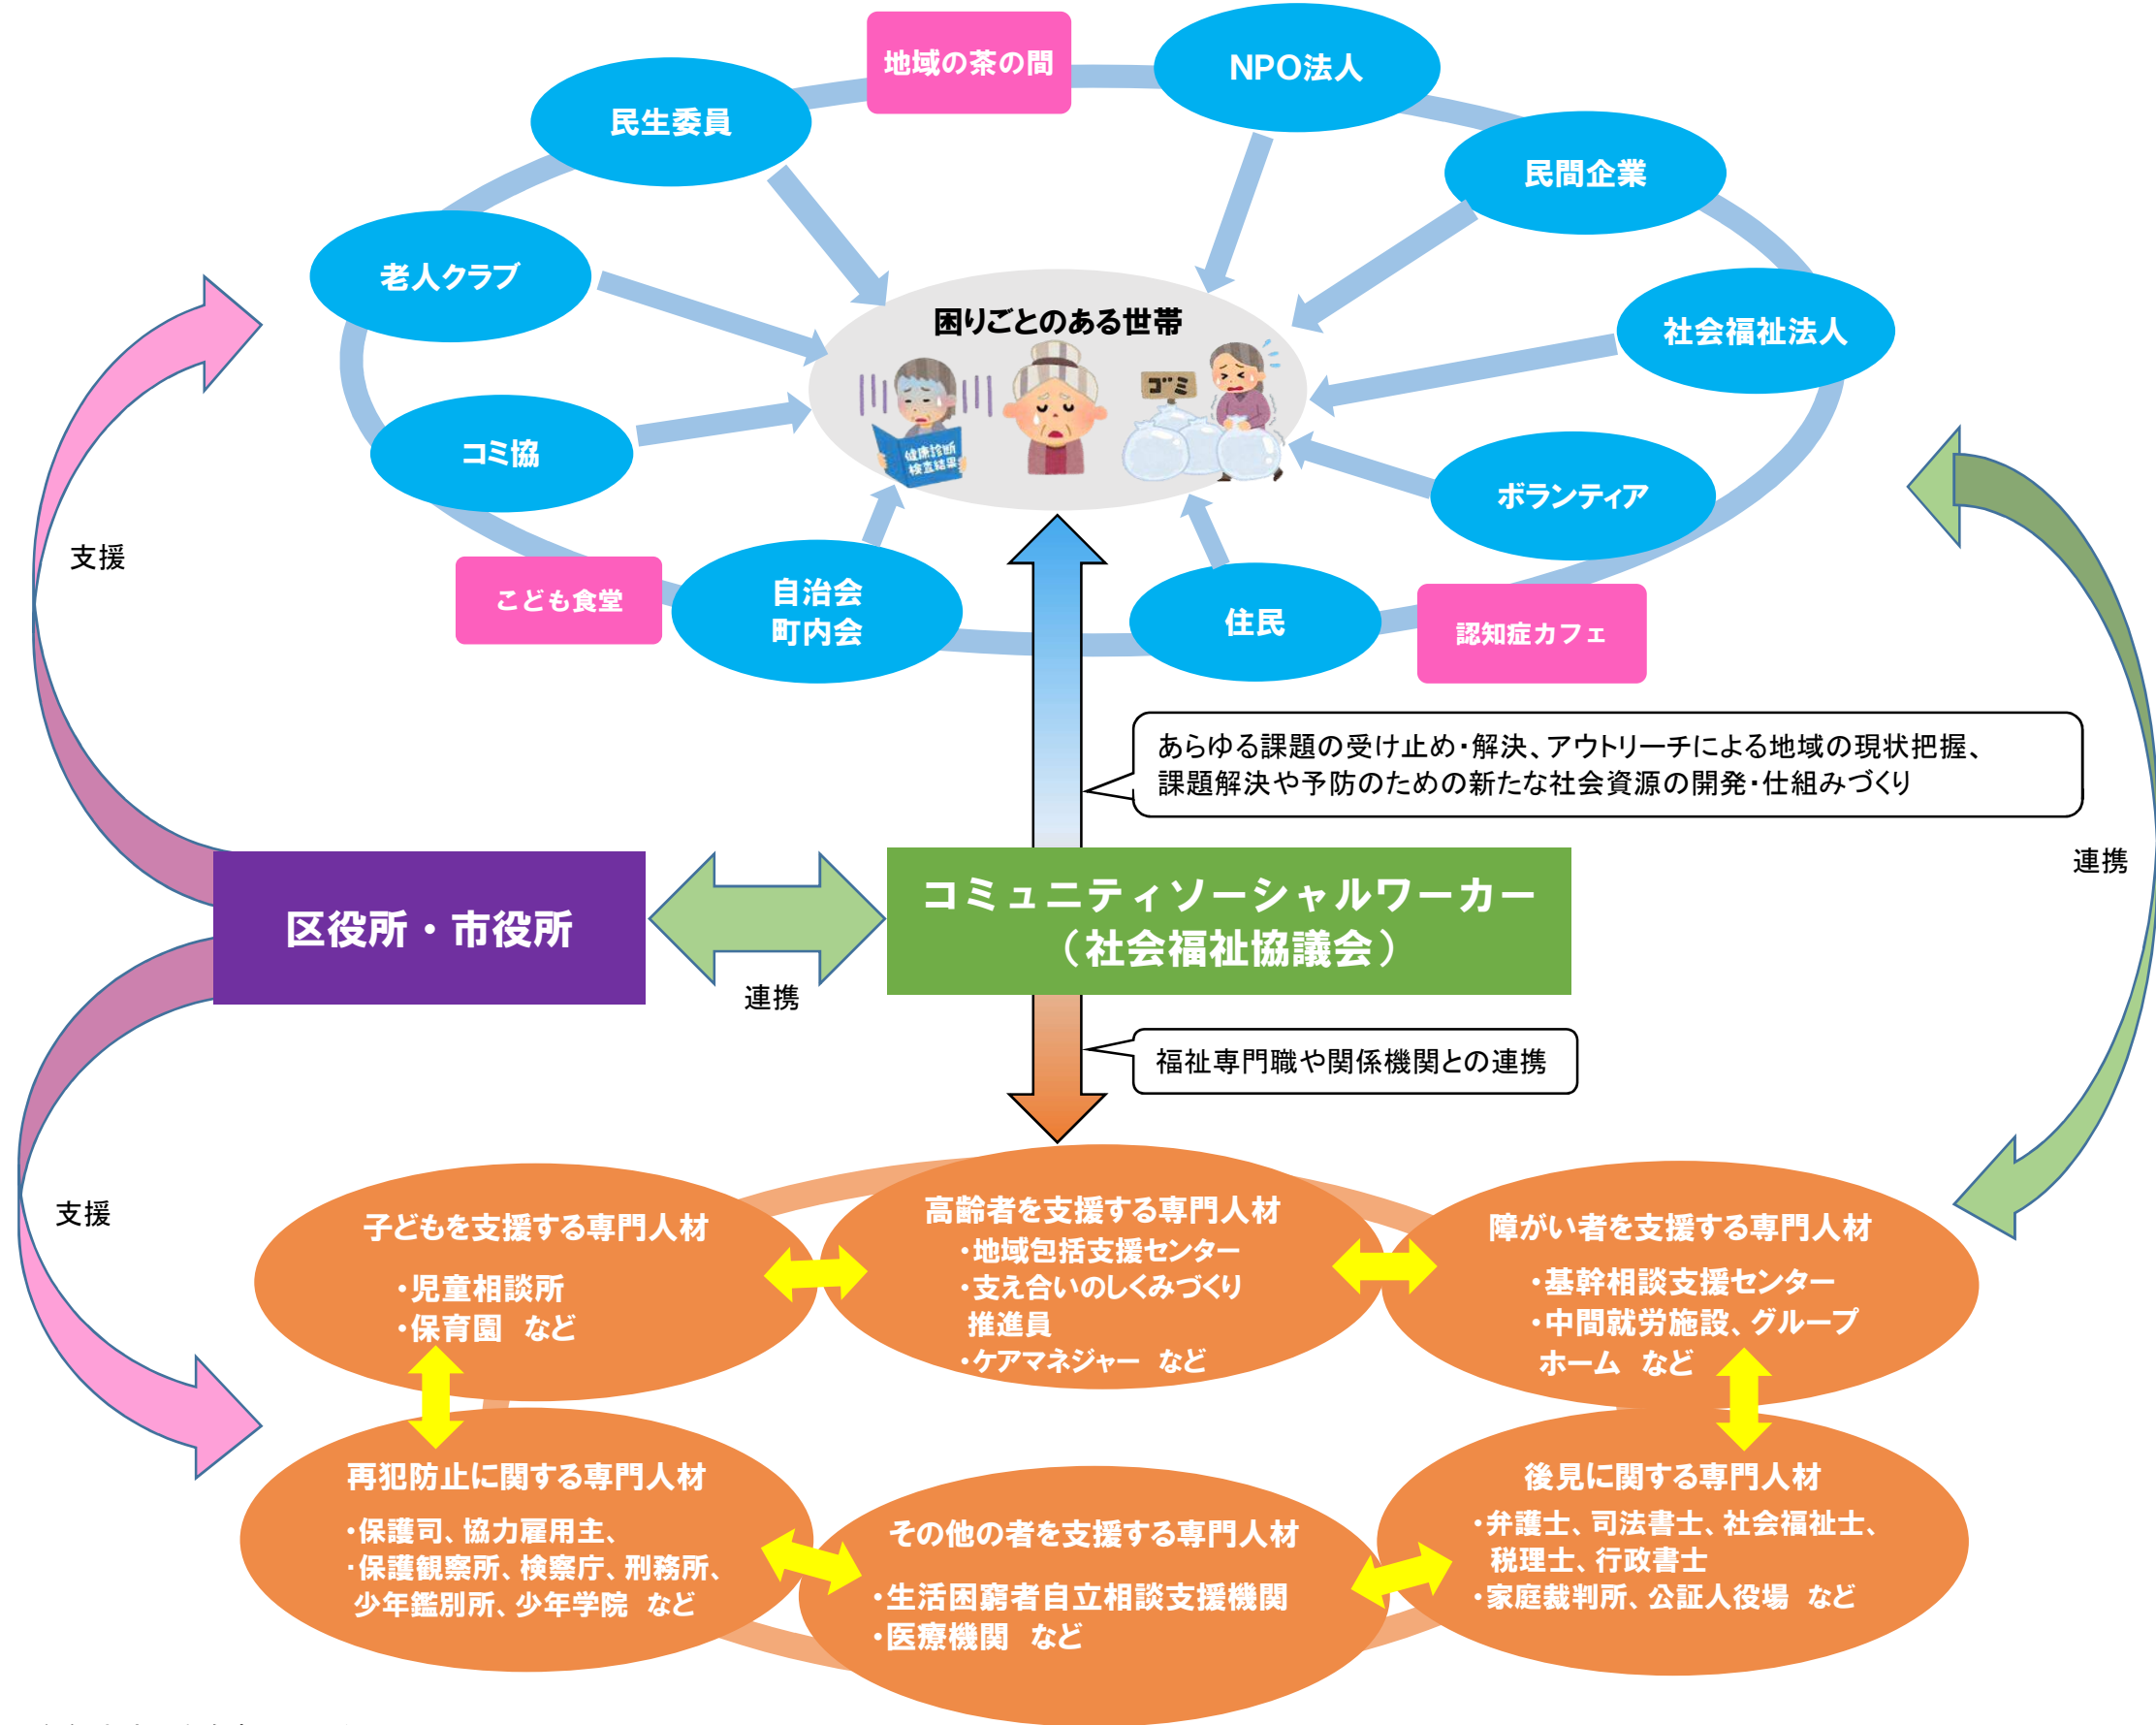 地域の茶の間
NPO法人
民生委員
民間企業
老人クラブ
困りごとのある世帯
社会福祉法人
ゴミ
健康診断
検査結果
コミ協
ボランティア
支援
こども食堂
自治会
町内会
住民
認知症カフェ
あらゆる課題の受け止め・解決、アウトリーチによる地域の現状把握、
課題解決や予防のための新たな社会資源の開発・仕組みづくり
連携
区役所・市役所
コミュニティソーシャルワーカー
（社会福祉協議会）
連携
福祉専門職や関係機関との連携
支援
子どもを支援する専門人材
・児童相談所
・保育園　など
高齢者を支援する専門人材
・地域包括支援センター
・支え合いのしくみづくり
推進員
・ケアマネジャー　など
障がい者を支援する専門人材
・基幹相談支援センター
・中間就労施設、グループ
ホーム　など
再犯防止に関する専門人材
・保護司、協力雇用主、
・保護観察所、検察庁、刑務所、
少年鑑別所、少年学院　など
その他の者を支援する専門人材
・生活困窮者自立相談支援機関
・医療機関　など
後見に関する専門人材
・弁護士、司法書士、社会福祉士、
税理士、行政書士
・家庭裁判所、公証人役場　など